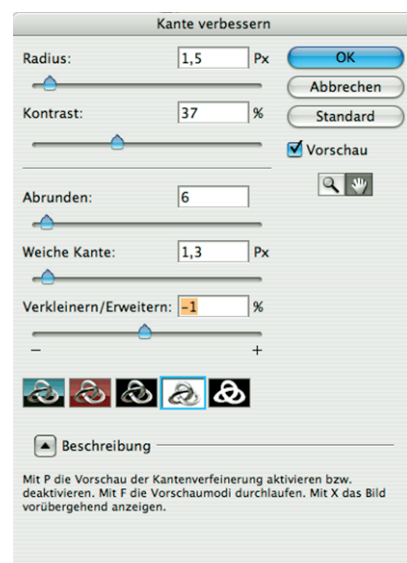 Kante verbessern
Radius: 1,5 Px
OK
Abbrechen
Kontrast: 37 %
Standard
Vorschau
Abrunden: 6
Weiche Kante: 1,3 Px
Verkleinern/Erweitern: -1 %
− +
Beschreibung
Mit P die Vorschau der Kantenverfeinerung aktivieren bzw.
deaktivieren. Mit F die Vorschaumodi durchlaufen. Mit X das Bild
vorübergehend anzeigen.